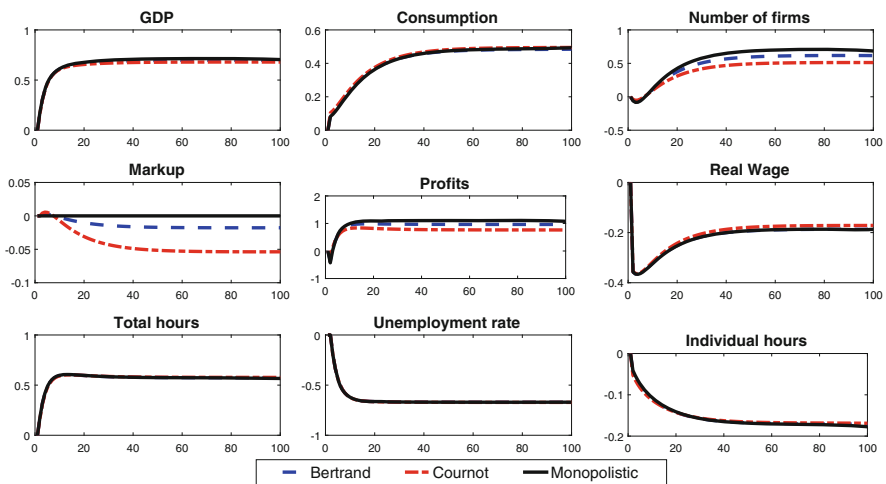 GDP
Consumption
Number of firms
1
0.5
0
0 20 40 60 80 100
0.6
0.4
0.2
0
0 20 40 60 80 100
1
0.5
0
-0.5
0 20 40 60 80 100
Markup
Profits
Real Wage
0.05
0
-0.05
-0.1
0 20 40 60 80 100
2
1
0
-1
0 20 40 60 80 100
0
-0.2
-0.4
0 20 40 60 80 100
Total hours
Unemployment rate
Individual hours
1
0.5
0
0 20 40 60 80 100
0
-0.5
-1
0 20 40 60 80 100
0
-0.1
-0.2
0 20 40 60 80 100
Bertrand Cournot Monopolistic